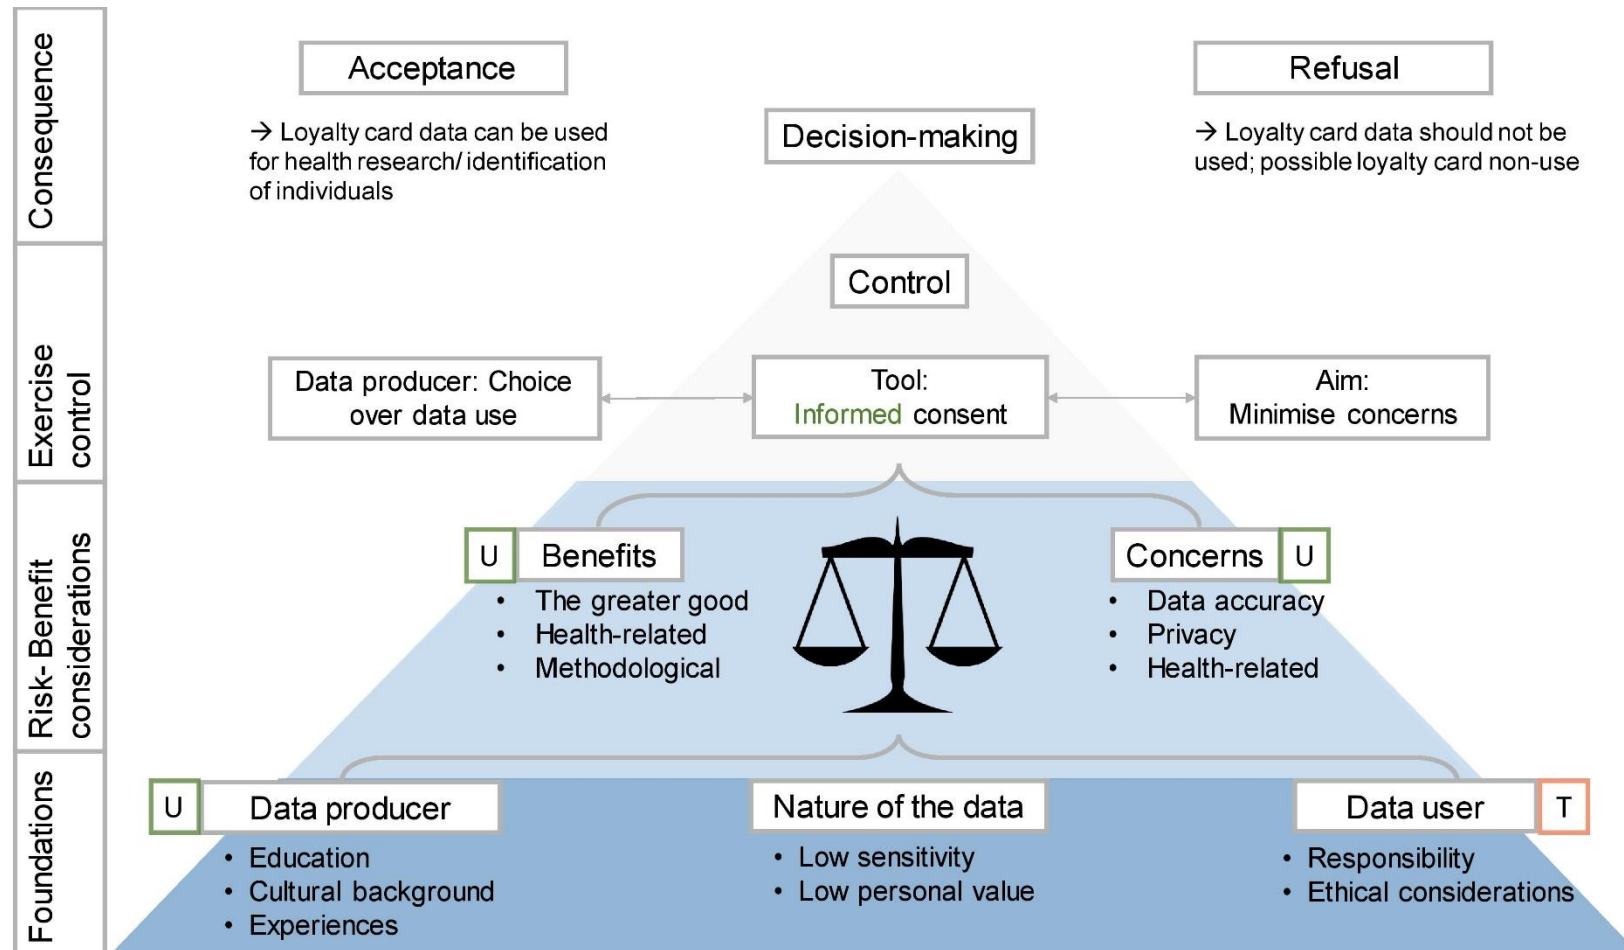 Consequence
Acceptance
→ Loyalty card data can be used
for health research/ identification
of individuals
Decision-making
Refusal
→ Loyalty card data should not be
used; possible loyalty card non-use
Exercise
control
Control
Data producer: Choice
over data use
Tool:
Informed consent
Aim:
Minimise concerns
Risk- Benefit
considerations
U
Benefits
• The greater good
• Health-related
• Methodological
Concerns
U
• Data accuracy
• Privacy
• Health-related
Foundations
U
Data producer
• Education
• Cultural background
• Experiences
Nature of the data
• Low sensitivity
• Low personal value
Data user
T
• Responsibility
• Ethical considerations